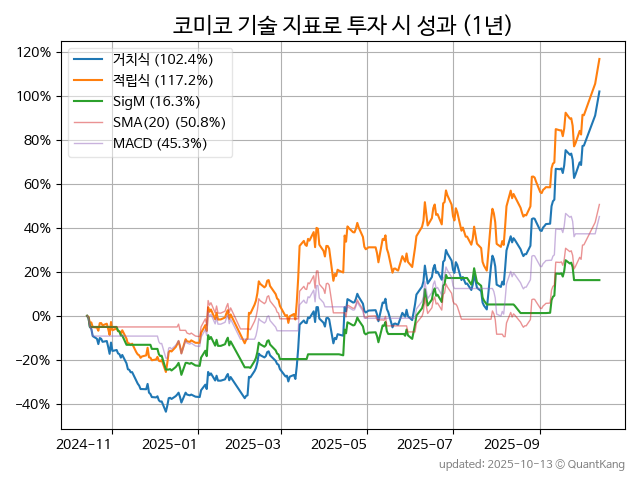 코미코 기술 지표로 투자 시 성과 (1년)
120%
100%
80%
60%
40%
20%
0%
−20%
−40%
거치식 (102.4%)
적립식 (117.2%)
SigM (16.3%)
SMA(20) (50.8%)
MACD (45.3%)
2024-11
2025-01
2025-03
2025-05
2025-07
2025-09
updated: 2025-10-13 © QuantKang